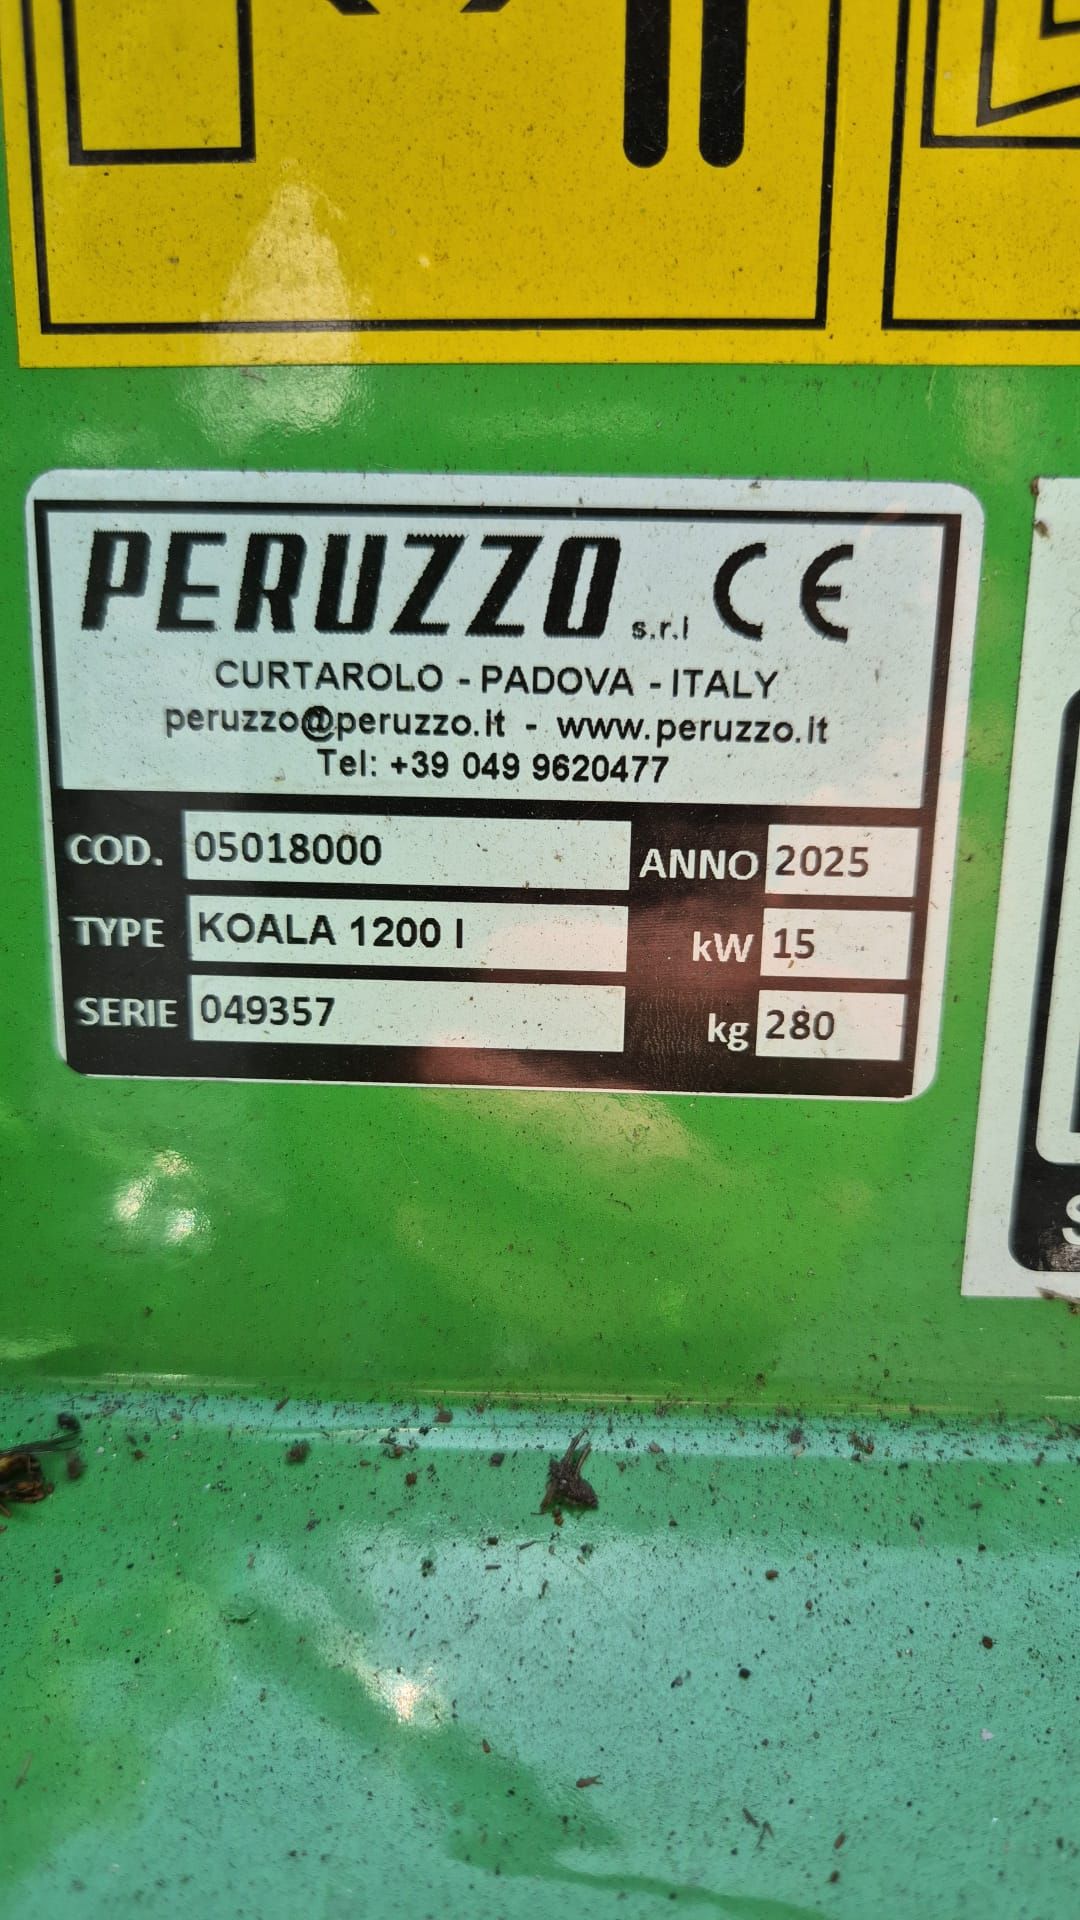 PERUZZO s.r.l CE
CURTAROLO - PADOVA - ITALY
peruzzo@peruzzo.it - www.peruzzo.it
Tel: +39 049 9620477
COD. 05018000 ANNO 2025
TYPE KOALA 1200 I kW 15
SERIE 049357 kg 280